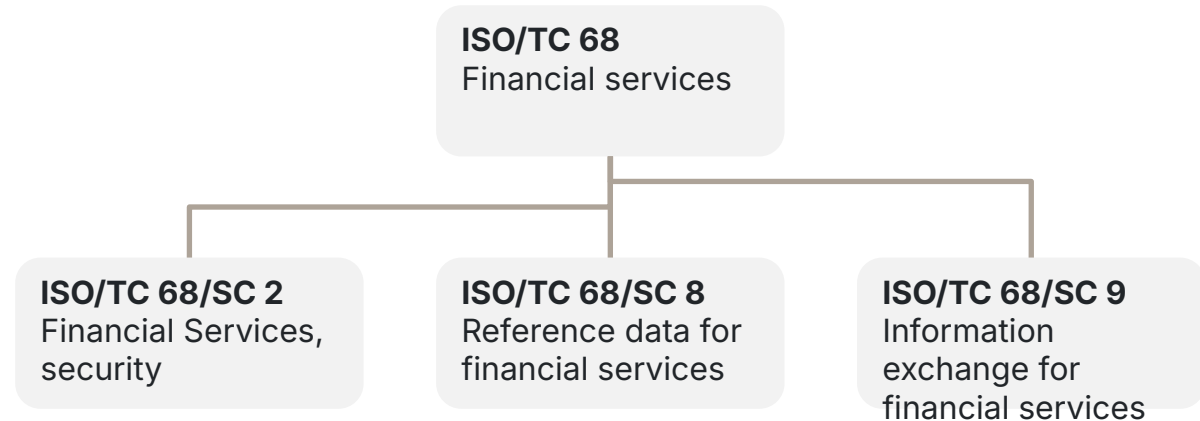 ISO/TC 68
Financial services
ISO/TC 68/SC 2
Financial Services,
security
ISO/TC 68/SC 8
Reference data for
financial services
ISO/TC 68/SC 9
Information
exchange for
financial services